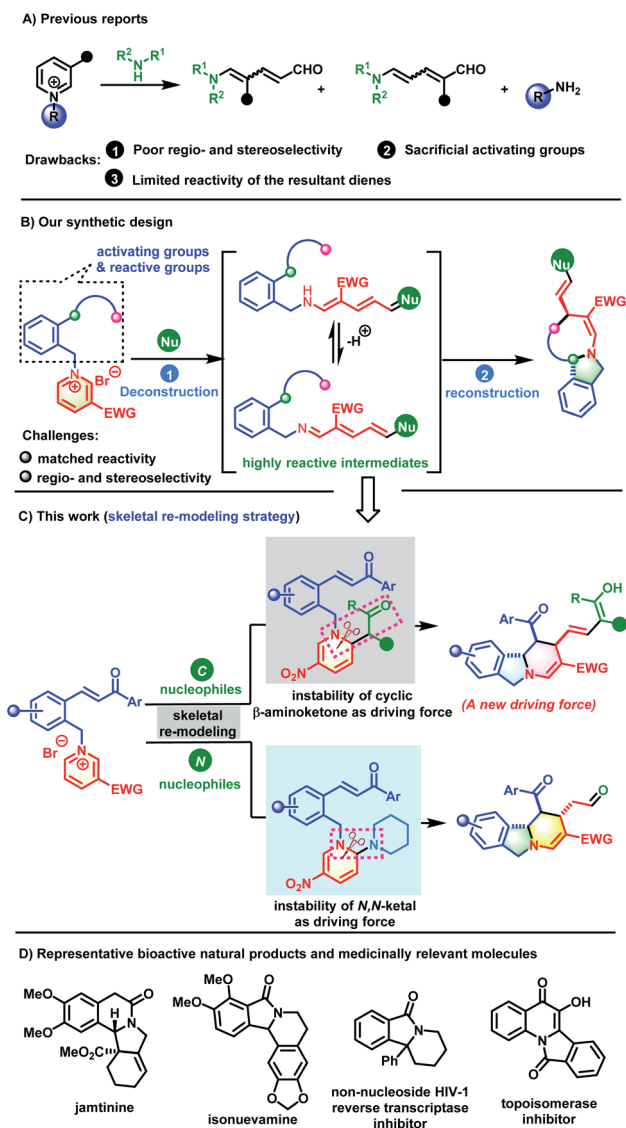 A) Previous reports
R² R¹
N
H
R¹
N
R²
CHO
+
R¹
N
R²
CHO
+
R NH₂
N
+
R
Drawbacks: 1 Poor regio- and stereoselectivity 2 Sacrificial activating groups
3 Limited reactivity of the resultant dienes
B) Our synthetic design
activating groups
& reactive groups
N
+
Br⊖
EWG
Nu
1
Deconstruction
H
N
EWG
Nu
-H⊕
N
EWG
Nu
highly reactive intermediates
2
reconstruction
Nu
EWG
N
Challenges:
matched reactivity
regio- and stereoselectivity
C) This work (skeletal re-modeling strategy)
O
Ar
Br⊖
N
+
EWG
C
nucleophiles
skeletal
re-modeling
N
nucleophiles
O
Ar
R
O
N
O₂N
instability of cyclic
β-aminoketone as driving force
Ar
O
R
OH
N
EWG
(A new driving force)
O
Ar
N
N
O₂N
instability of N,N-ketal
as driving force
Ar
O
O
N
EWG
D) Representative bioactive natural products and medicinally relevant molecules
MeO
MeO
O
N
H
MeO₂C
jamtinine
MeO
MeO
O
N
O
O
isonuevamine
O
N
Ph
non-nucleoside HIV-1
reverse transcriptase
inhibitor
O
OH
N
O
topoisomerase
inhibitor